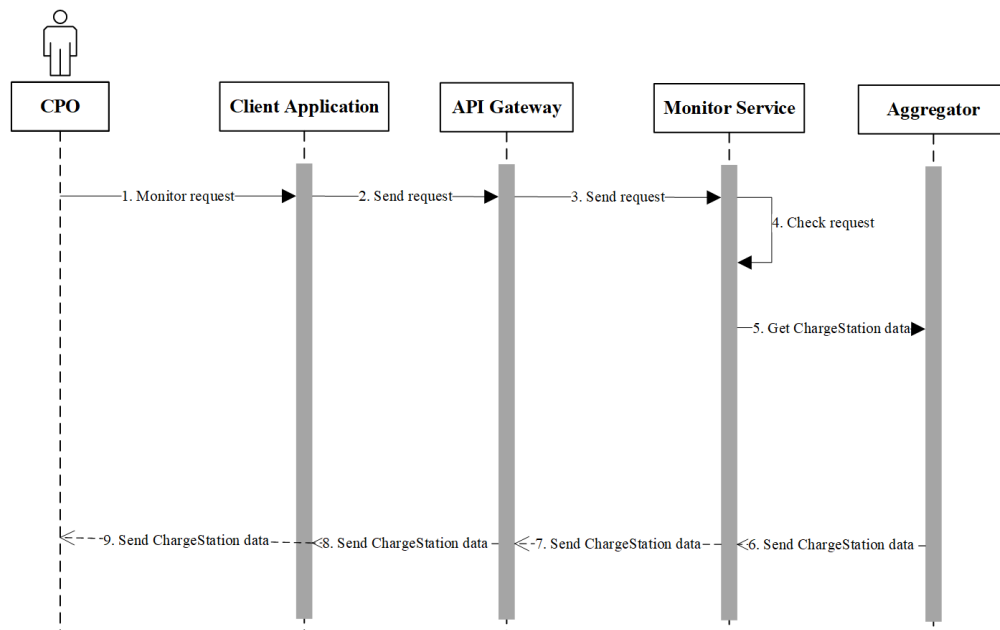 CPO
Client Application
API Gateway
Monitor Service
Aggregator
1. Monitor request
2. Send request
3. Send request
4. Check request
5. Get ChargeStation data
9. Send ChargeStation data
8. Send ChargeStation data
7. Send ChargeStation data
6. Send ChargeStation data